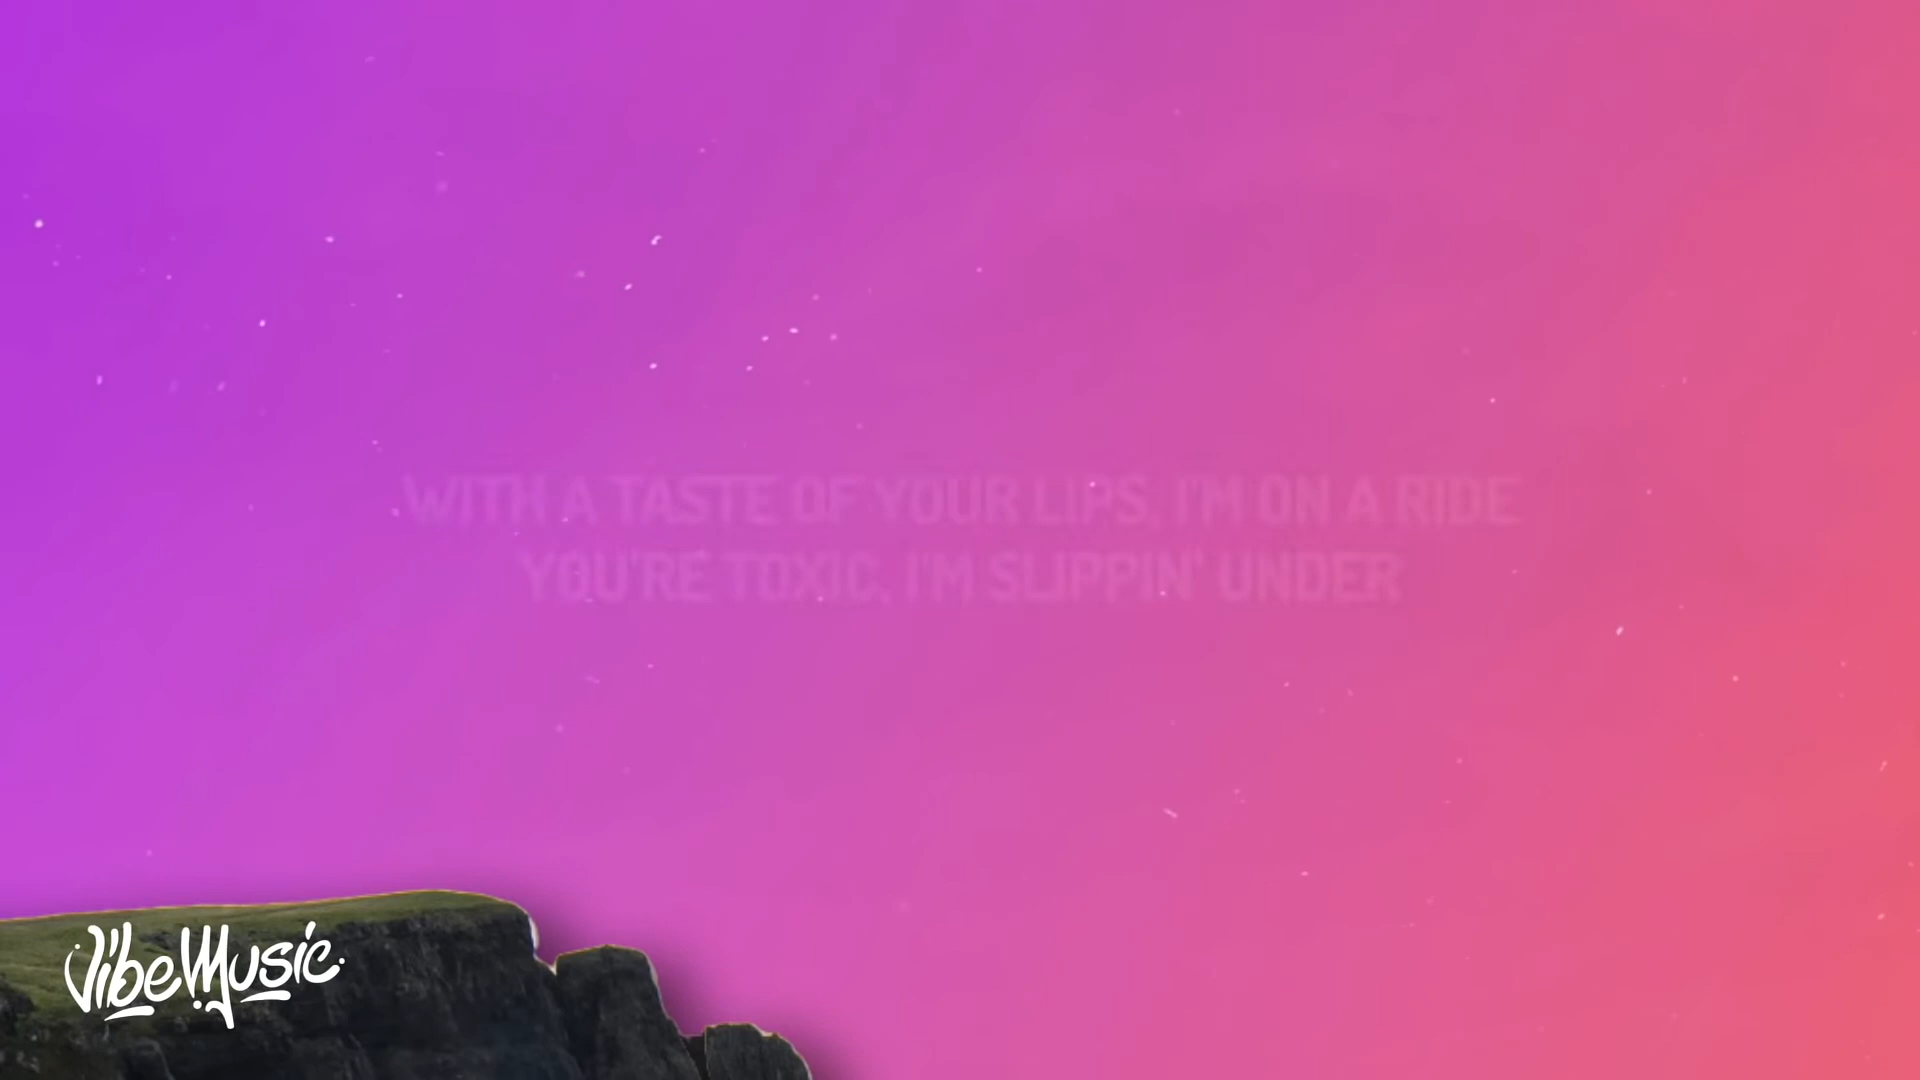 WITH A TASTE OF YOUR LIPS, I'M ON A RIDE
YOU'RE TOXIC, I'M SLIPPIN' UNDER
VibeMusic